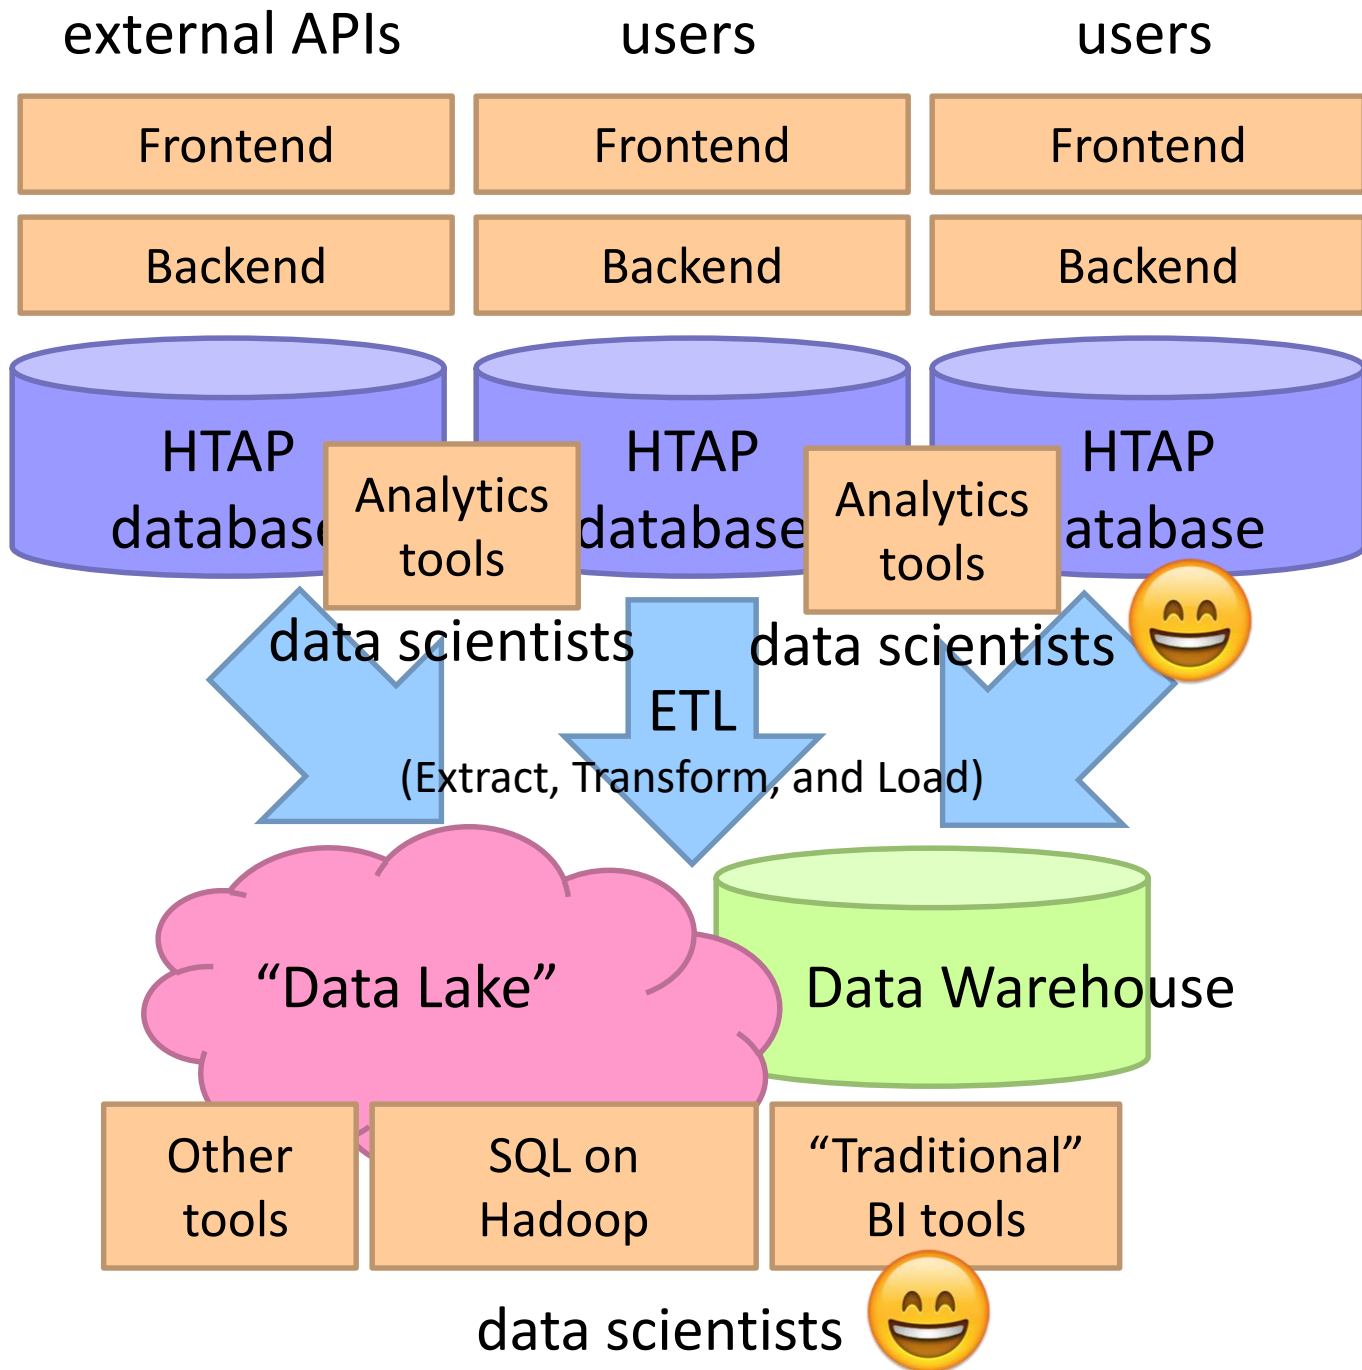 external APIs
users
users
Frontend
Frontend
Frontend
Backend
Backend
Backend
HTAP
database
HTAP
database
HTAP
atabase
Analytics
tools
Analytics
tools
data scientists
data scientists
ETL
(Extract, Transform, and Load)
“Data Lake”
Data Warehouse
Other
tools
SQL on
Hadoop
“Traditional”
BI tools
data scientists